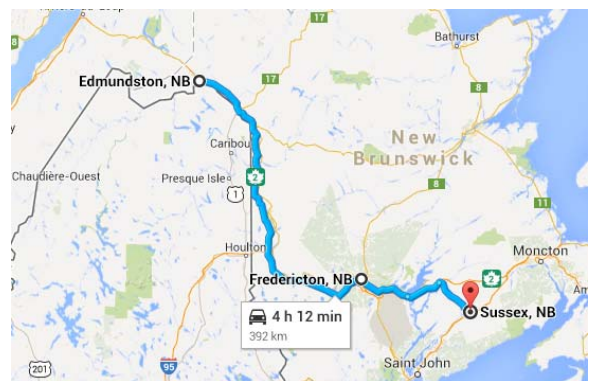 Edmundston, NB
17
17
Bathurst
8
New
Brunswick
Caribou
Chaudière-Ouest
Presque Isle
2
1
8
11
Houlton
Moncton
Fredericton, NB
2
4 h 12 min
392 km
Sussex, NB
95
201
Saint John